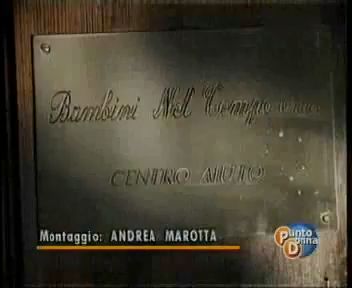 Bambini Nel Tempo
CENTRO AIUTO
Montaggio: ANDREA MAROTTA
Punto
Donna